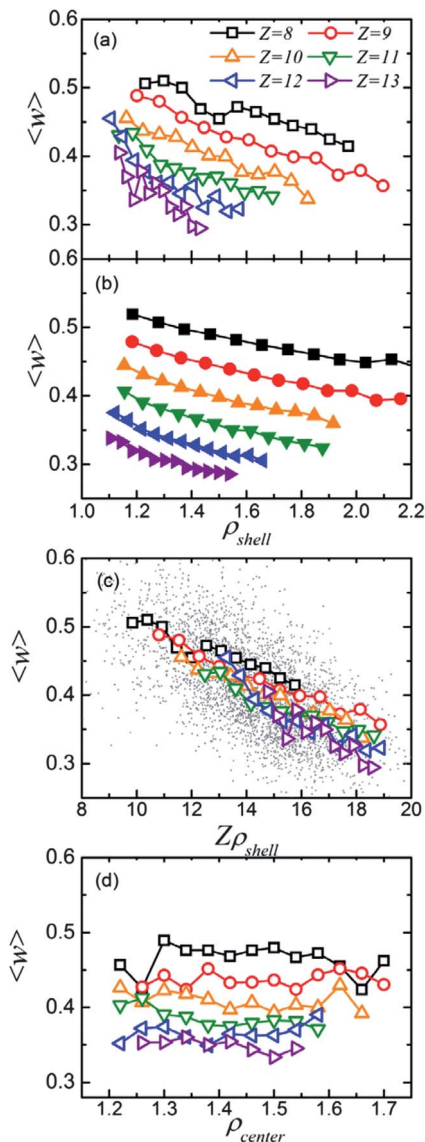 (a)
Z=8 Z=9
Z=10 Z=11
Z=12 Z=13
0.6
0.5
0.4
0.3
<w>
0.6
(b)
0.5
0.4
0.3
<w>
1.0 1.2 1.4 1.6 1.8 2.0 2.2
ρshell
0.6
(c)
0.5
0.4
0.3
<w>
8 10 12 14 16 18 20
Zρshell
0.6
(d)
0.5
0.4
0.3
<w>
1.2 1.3 1.4 1.5 1.6 1.7
ρcenter